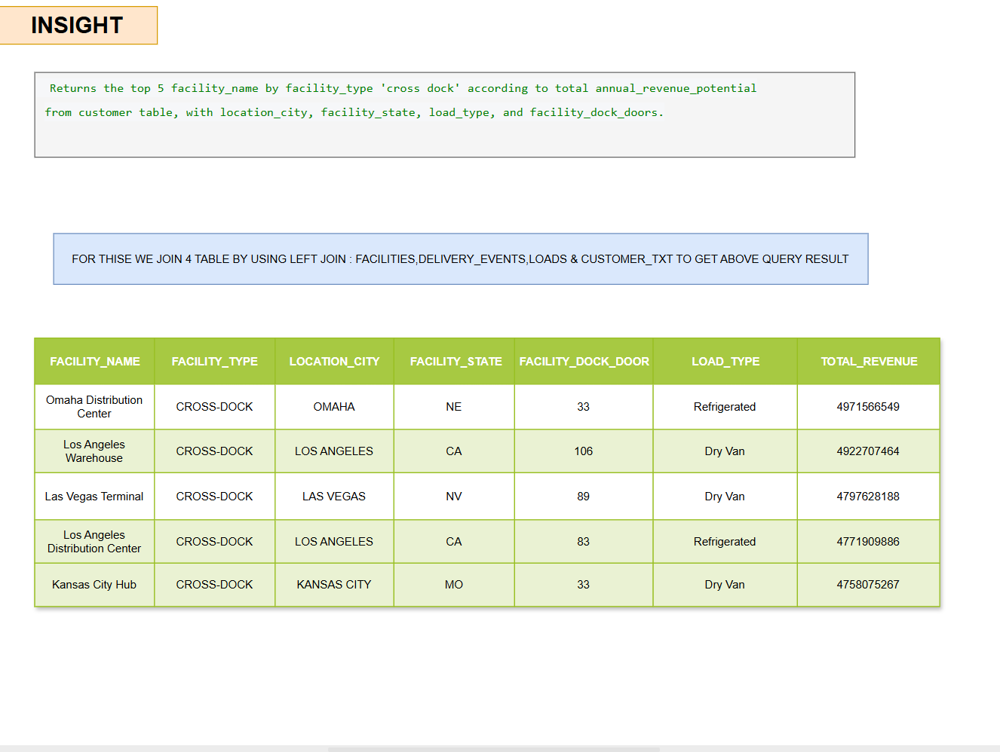 INSIGHT
Returns the top 5 facility_name by facility_type 'cross dock' according to total annual_revenue_potential
from customer table, with location_city, facility_state, load_type, and facility_dock_doors.
FOR THISE WE JOIN 4 TABLE BY USING LEFT JOIN : FACILITIES,DELIVERY_EVENTS,LOADS & CUSTOMER_TXT TO GET ABOVE QUERY RESULT
FACILITY_NAME FACILITY_TYPE LOCATION_CITY FACILITY_STATE FACILITY_DOCK_DOOR LOAD_TYPE TOTAL_REVENUE
Omaha Distribution
Center CROSS-DOCK OMAHA NE 33 Refrigerated 4971566549
Los Angeles
Warehouse CROSS-DOCK LOS ANGELES CA 106 Dry Van 4922707464
Las Vegas Terminal CROSS-DOCK LAS VEGAS NV 89 Dry Van 4797628188
Los Angeles
Distribution Center CROSS-DOCK LOS ANGELES CA 83 Refrigerated 4771909886
Kansas City Hub CROSS-DOCK KANSAS CITY MO 33 Dry Van 4758075267